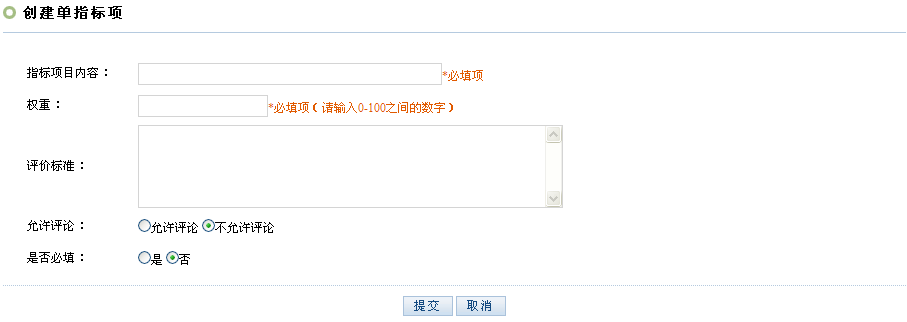 创建单指标项
指标项目内容： *必填项
权重： *必填项（请输入0-100之间的数字）
评价标准：
允许评论： 允许评论 不允许评论
是否必填： 是 否
提交 取消